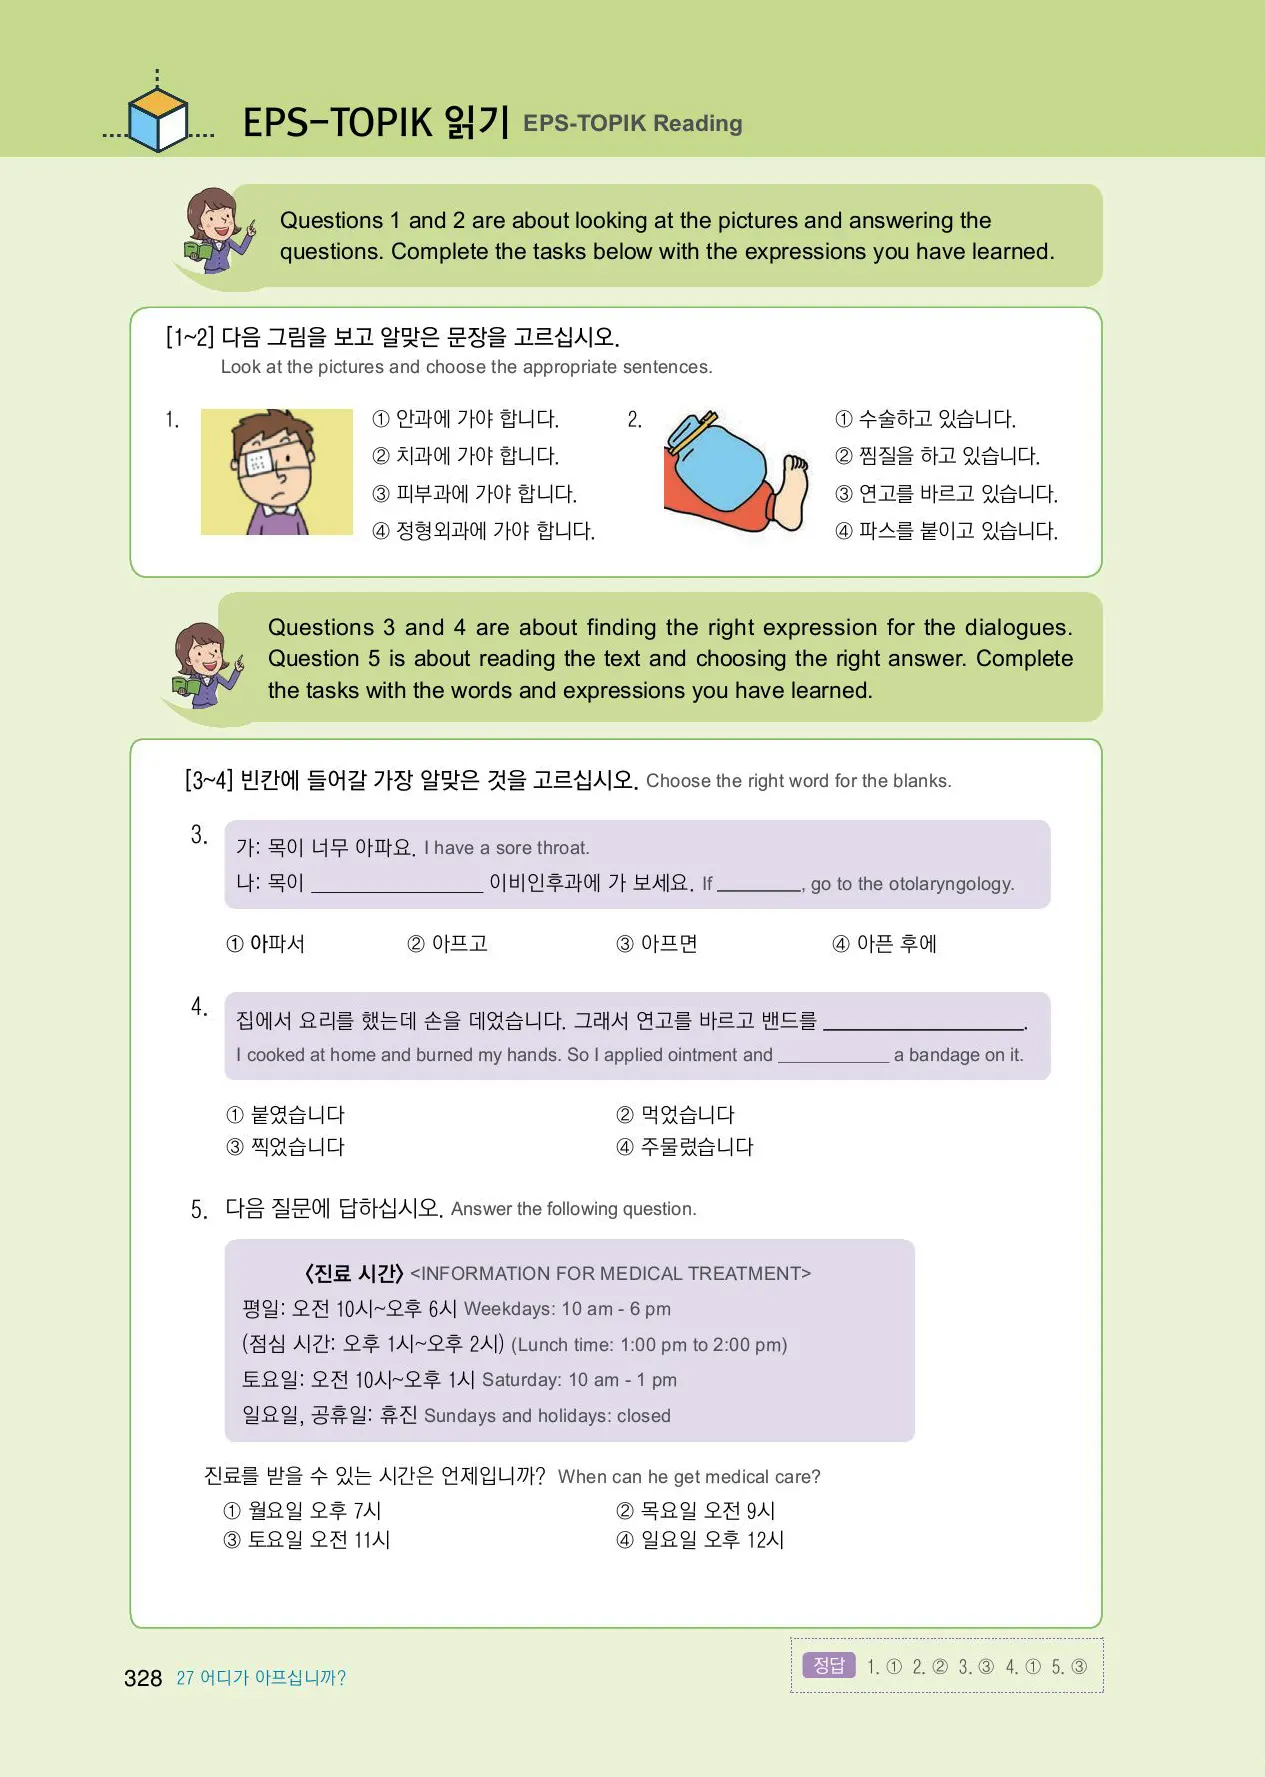 EPS-TOPIK 읽기 EPS-TOPIK Reading
Questions 1 and 2 are about looking at the pictures and answering the
questions. Complete the tasks below with the expressions you have learned.
[1~2] 다음 그림을 보고 알맞은 문장을 고르십시오.
Look at the pictures and choose the appropriate sentences.
1.
① 안과에 가야 합니다.
② 치과에 가야 합니다.
③ 피부과에 가야 합니다.
④ 정형외과에 가야 합니다.
2.
① 수술하고 있습니다.
② 찜질을 하고 있습니다.
③ 연고를 바르고 있습니다.
④ 파스를 붙이고 있습니다.
Questions 3 and 4 are about finding the right expression for the dialogues.
Question 5 is about reading the text and choosing the right answer. Complete
the tasks with the words and expressions you have learned.
[3~4] 빈칸에 들어갈 가장 알맞은 것을 고르십시오. Choose the right word for the blanks.
3.
가: 목이 너무 아파요. I have a sore throat.
나: 목이 ________________ 이비인후과에 가 보세요. If ________, go to the otolaryngology.
① 아파서 ② 아프고 ③ 아프면 ④ 아픈 후에
4.
집에서 요리를 했는데 손을 데었습니다. 그래서 연고를 바르고 밴드를 ___________________.
I cooked at home and burned my hands. So I applied ointment and ___________ a bandage on it.
① 붙였습니다 ② 먹었습니다
③ 찍었습니다 ④ 주물렀습니다
5. 다음 질문에 답하십시오. Answer the following question.
〈진료 시간〉 <INFORMATION FOR MEDICAL TREATMENT>
평일: 오전 10시~오후 6시 Weekdays: 10 am - 6 pm
(점심 시간: 오후 1시~오후 2시) (Lunch time: 1:00 pm to 2:00 pm)
토요일: 오전 10시~오후 1시 Saturday: 10 am - 1 pm
일요일, 공휴일: 휴진 Sundays and holidays: closed
진료를 받을 수 있는 시간은 언제입니까? When can he get medical care?
① 월요일 오후 7시 ② 목요일 오전 9시
③ 토요일 오전 11시 ④ 일요일 오후 12시
328 27 어디가 아프십니까?
정답 1. ① 2. ② 3. ③ 4. ① 5. ③